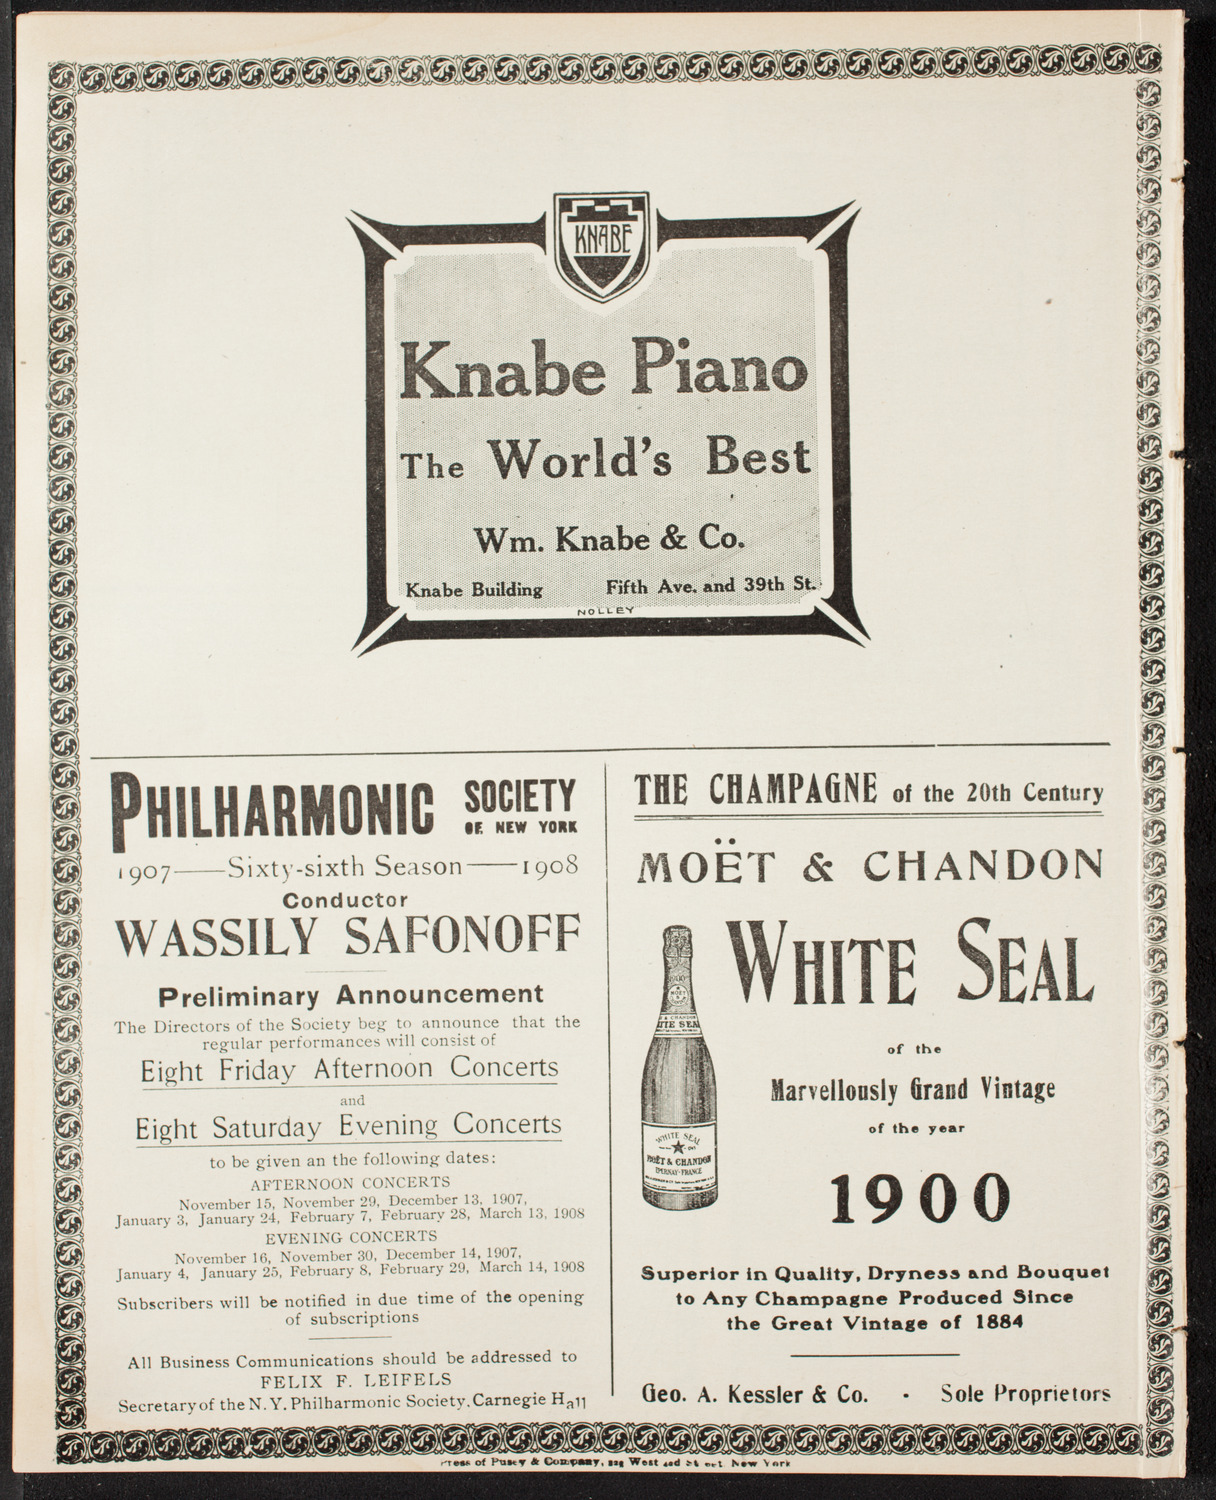 KNABE
Knabe Piano
The World's Best
Wm. Knabe & Co.
Knabe Building Fifth Ave. and 39th St.
NOLLEY
PHILHARMONIC SOCIETY
OF NEW YORK
1907——Sixty-sixth Season——1908
Conductor
WASSILY SAFONOFF
Preliminary Announcement
The Directors of the Society beg to announce that the
regular performances will consist of
Eight Friday Afternoon Concerts
and
Eight Saturday Evening Concerts
to be given an the following dates:
AFTERNOON CONCERTS
November 15, November 29, December 13, 1907,
January 3, January 24, February 7, February 28, March 13, 1908
EVENING CONCERTS
November 16, November 30, December 14, 1907,
January 4, January 25, February 8, February 29, March 14, 1908
Subscribers will be notified in due time of the opening
of subscriptions
All Business Communications should be addressed to
FELIX F. LEIFELS
Secretary of the N. Y. Philharmonic Society, Carnegie Hall
THE CHAMPAGNE of the 20th Century
MOËT & CHANDON
WHITE SEAL
WHITE SEAL
MOËT & CHANDON
EPERNAY-FRANCE
of the
Marvellously Grand Vintage
of the year
1900
Superior in Quality, Dryness and Bouquet
to Any Champagne Produced Since
the Great Vintage of 1884
Geo. A. Kessler & Co. - Sole Proprietors
Press of Pusey & Company, West New York